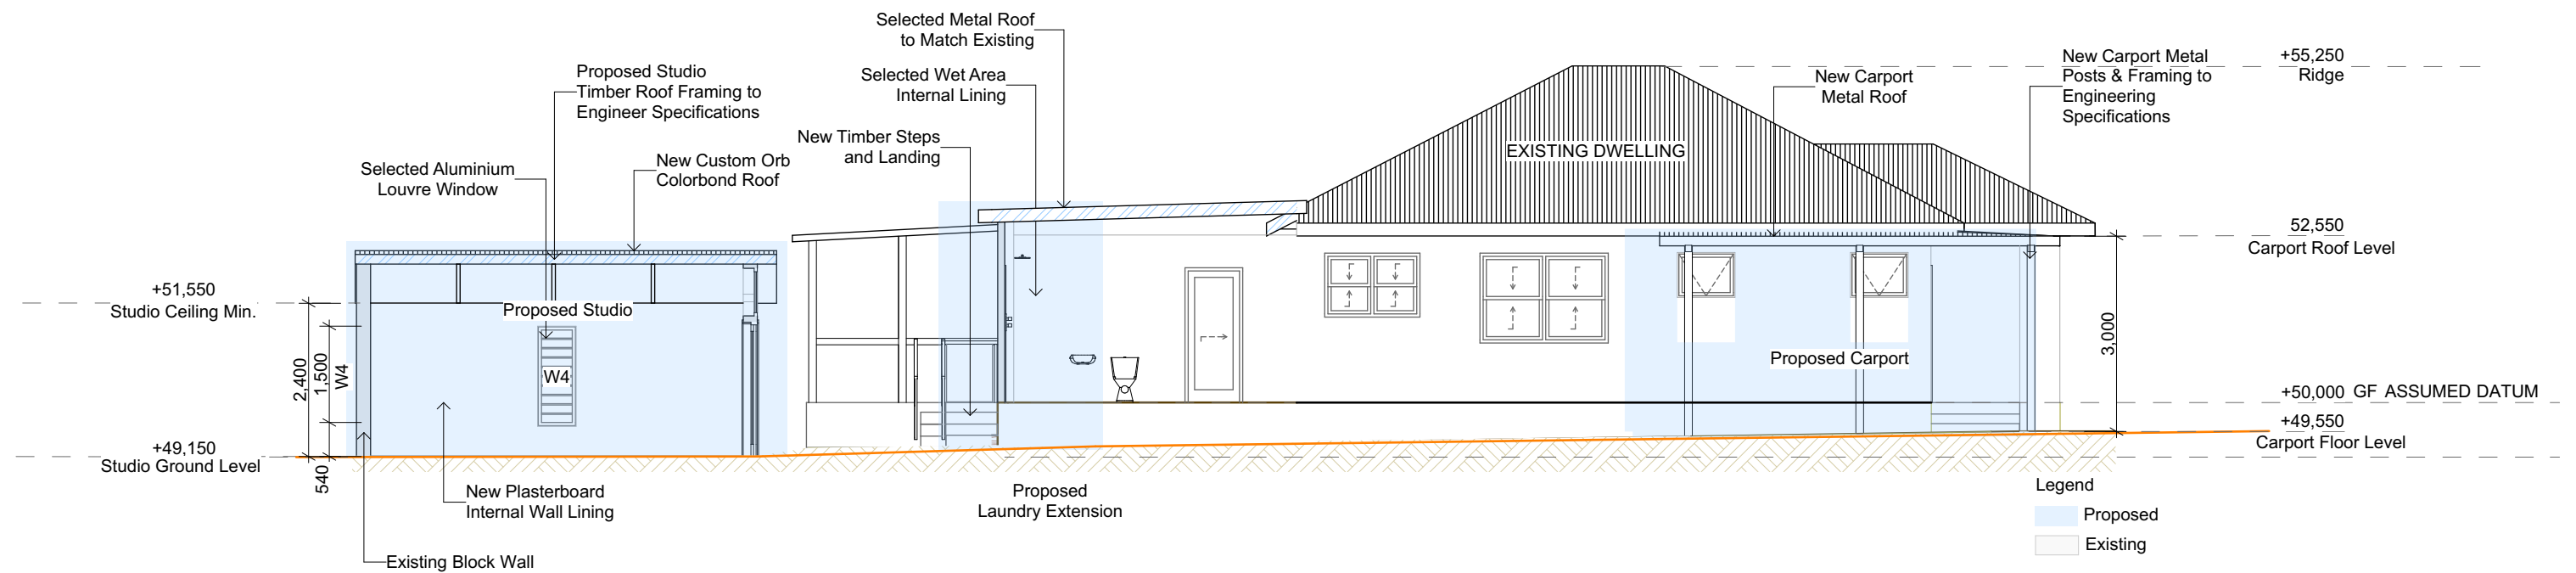 Selected Metal Roof
to Match Existing
Selected Wet Area
Internal Lining
Proposed Studio
Timber Roof Framing to
Engineer Specifications
New Timber Steps
and Landing
Selected Aluminium
Louvre Window
New Custom Orb
Colorbond Roof
New Carport
Metal Roof
New Carport Metal
Posts & Framing to
Engineering
Specifications
+55,250
Ridge
EXISTING DWELLING
52,550
Carport Roof Level
+51,550
Studio Ceiling Min.
Proposed Studio
W4
2,400
1,500
W4
540
Proposed Carport
3,000
+50,000 GF ASSUMED DATUM
+49,550
Carport Floor Level
+49,150
Studio Ground Level
New Plasterboard
Internal Wall Lining
Existing Block Wall
Proposed
Laundry Extension
Legend
Proposed
Existing